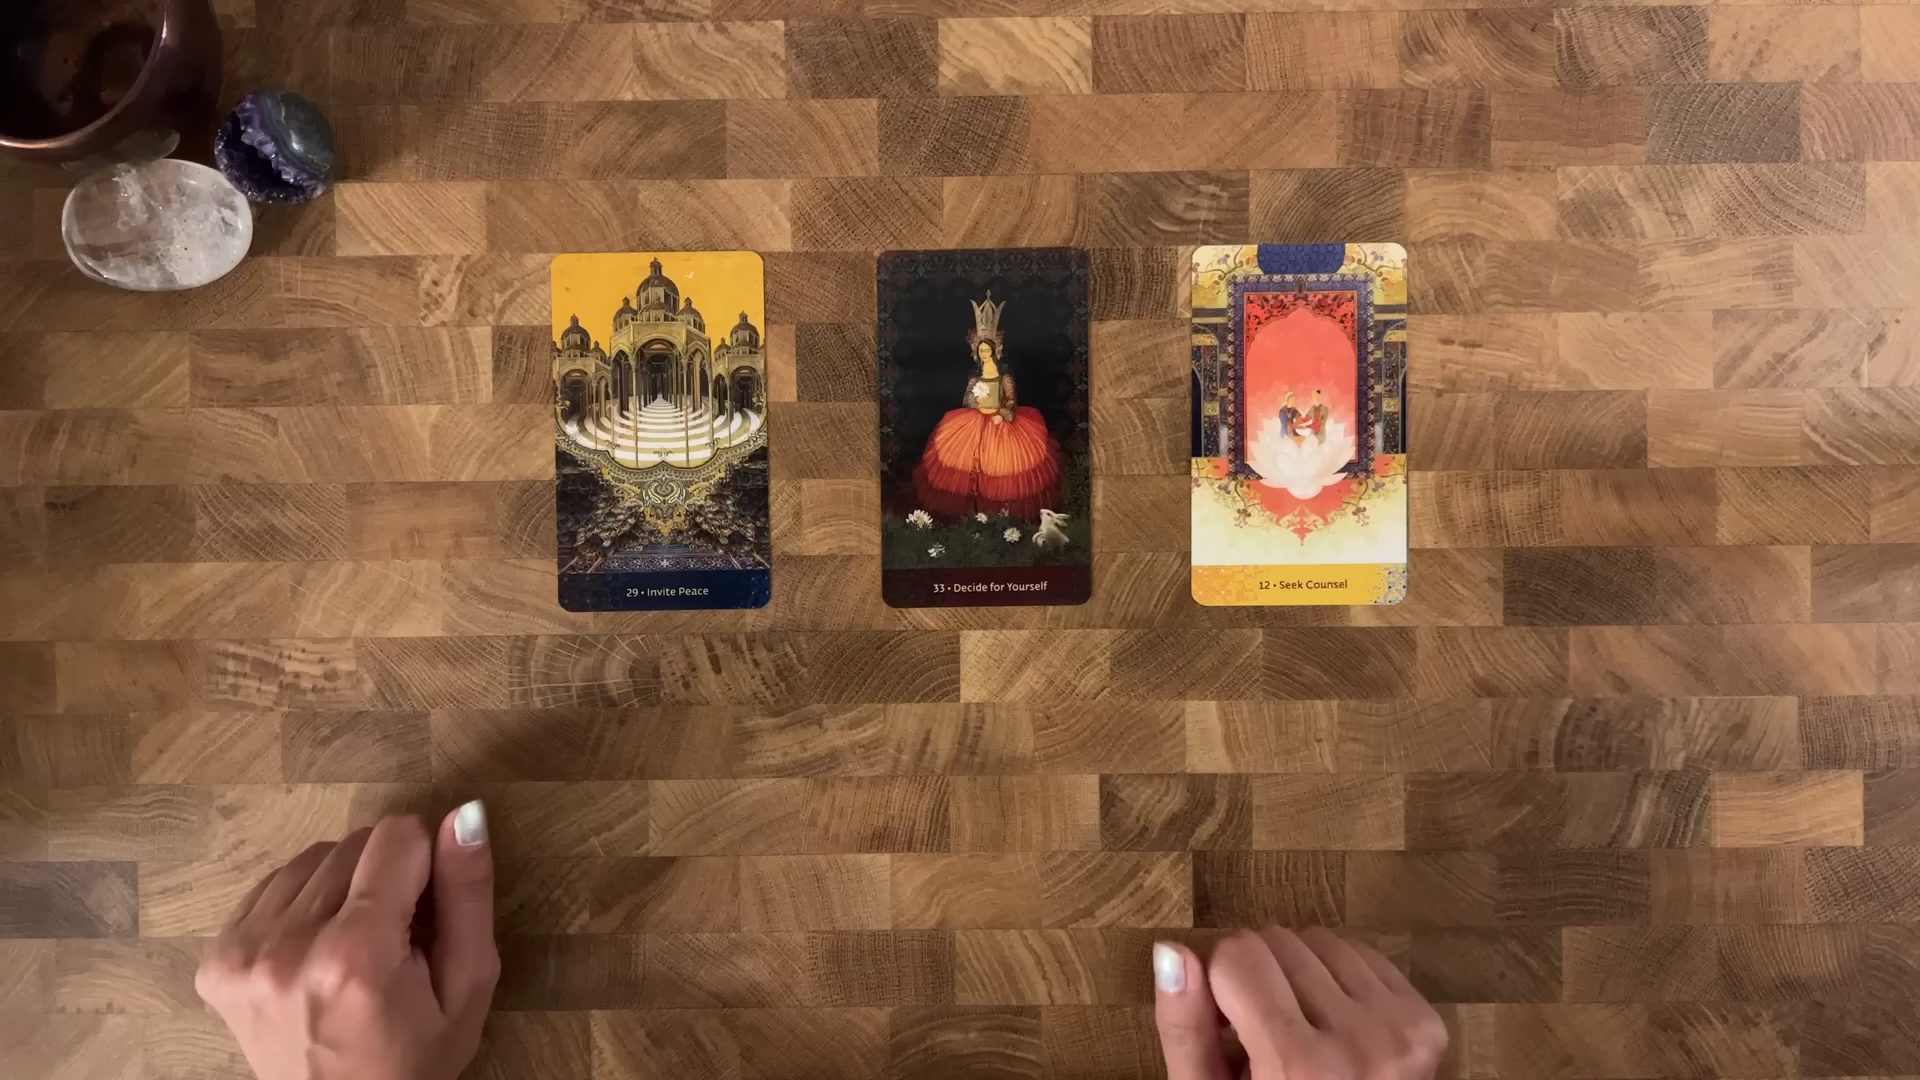 29 • Invite Peace
33 • Decide for Yourself
12 • Seek Counsel